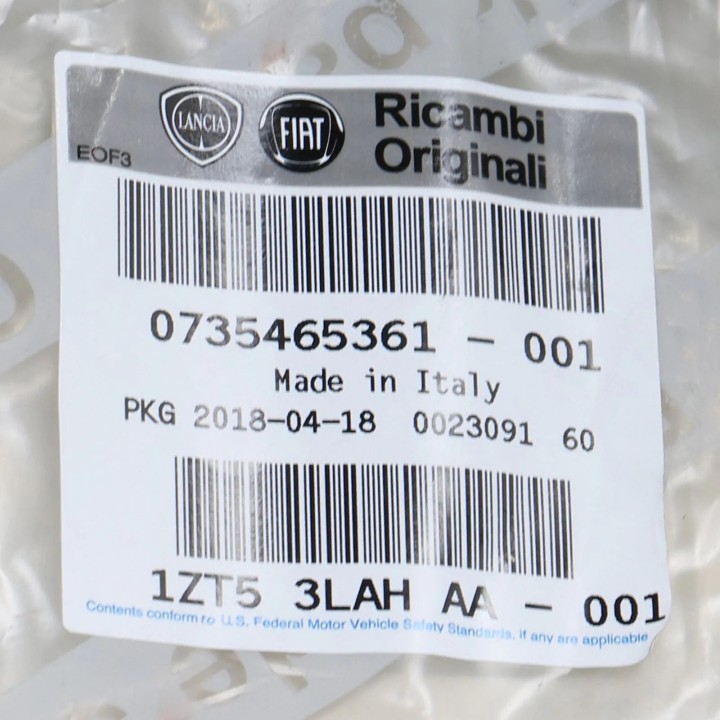 LANCIA
FIAT
Ricambi
Originali
EOF3
0735465361 - 001
Made in Italy
PKG 2018-04-18 0023091 60
1ZT5 3LAH AA - 001
Contents conform to U.S. Federal Motor Vehicle Safety Standards, if any are applicable